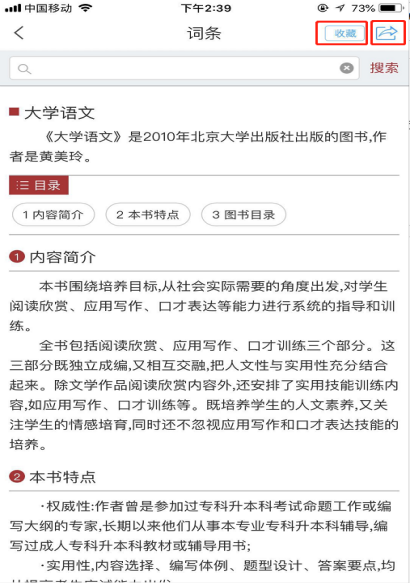 中国移动 下午2:39 73%
词条 收藏
搜索
大学语文
《大学语文》是2010年北京大学出版社出版的图书,作
者是黄美玲。
目录
1 内容简介 2 本书特点 3 图书目录
1 内容简介
本书围绕培养目标,从社会实际需要的角度出发,对学生
阅读欣赏、应用写作、口才表达等能力进行系统的指导和训
练。
全书包括阅读欣赏、应用写作、口才训练三个部分。这
三部分既独立成编,又相互交融,把人文性与实用性充分结合
起来。除文学作品阅读欣赏内容外,还安排了实用技能训练内
容,如应用写作、口才训练等。既培养学生的人文素养,又关
注学生的情感培育,同时还不忽视应用写作和口才表达技能的
培养。
2 本书特点
·权威性:作者曾是参加过专科升本科考试命题工作或编
写大纲的专家,长期以来他们从事本专业专科升本科辅导,编
写过成人专科升本科教材或辅导用书;
·实用性,内容选择、编写体例、题型设计、答案要点,均